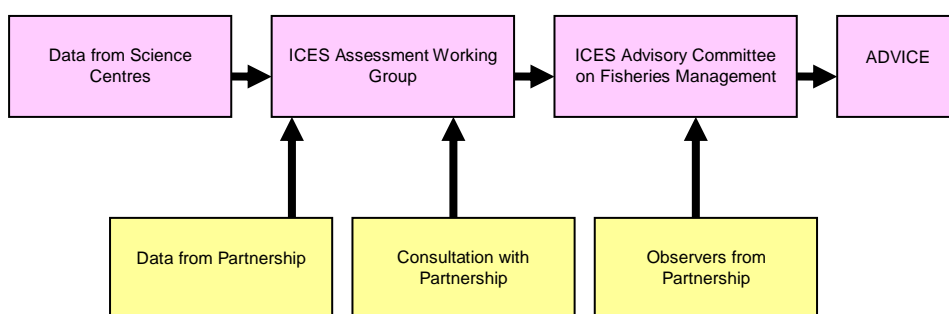 Data from Science
Centres
ICES Assessment Working
Group
ICES Advisory Committee
on Fisheries Management
ADVICE
Data from Partnership
Consultation with
Partnership
Observers from
Partnership